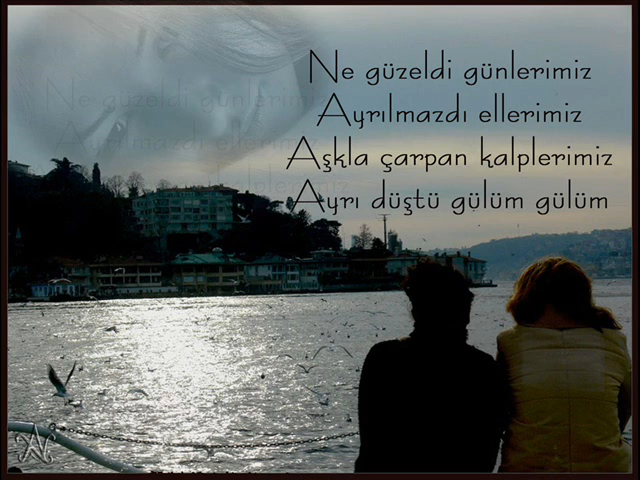 Ne güzeldi günlerimiz
Ayrılmazdı ellerimiz
Aşkla çarpan kalplerimiz
Ayrı düştü gülüm gülüm